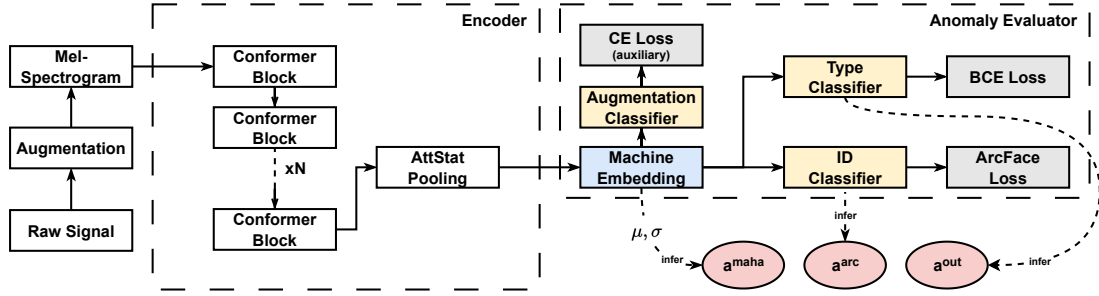 Encoder
Anomaly Evaluator
Mel-
Spectrogram
Augmentation
Raw Signal
Conformer
Block
Conformer
Block
xN
Conformer
Block
AttStat
Pooling
CE Loss
(auxiliary)
Augmentation
Classifier
Machine
Embedding
Type
Classifier
BCE Loss
ID
Classifier
ArcFace
Loss
μ, σ
infer
infer
infer
a^maha
a^arc
a^out